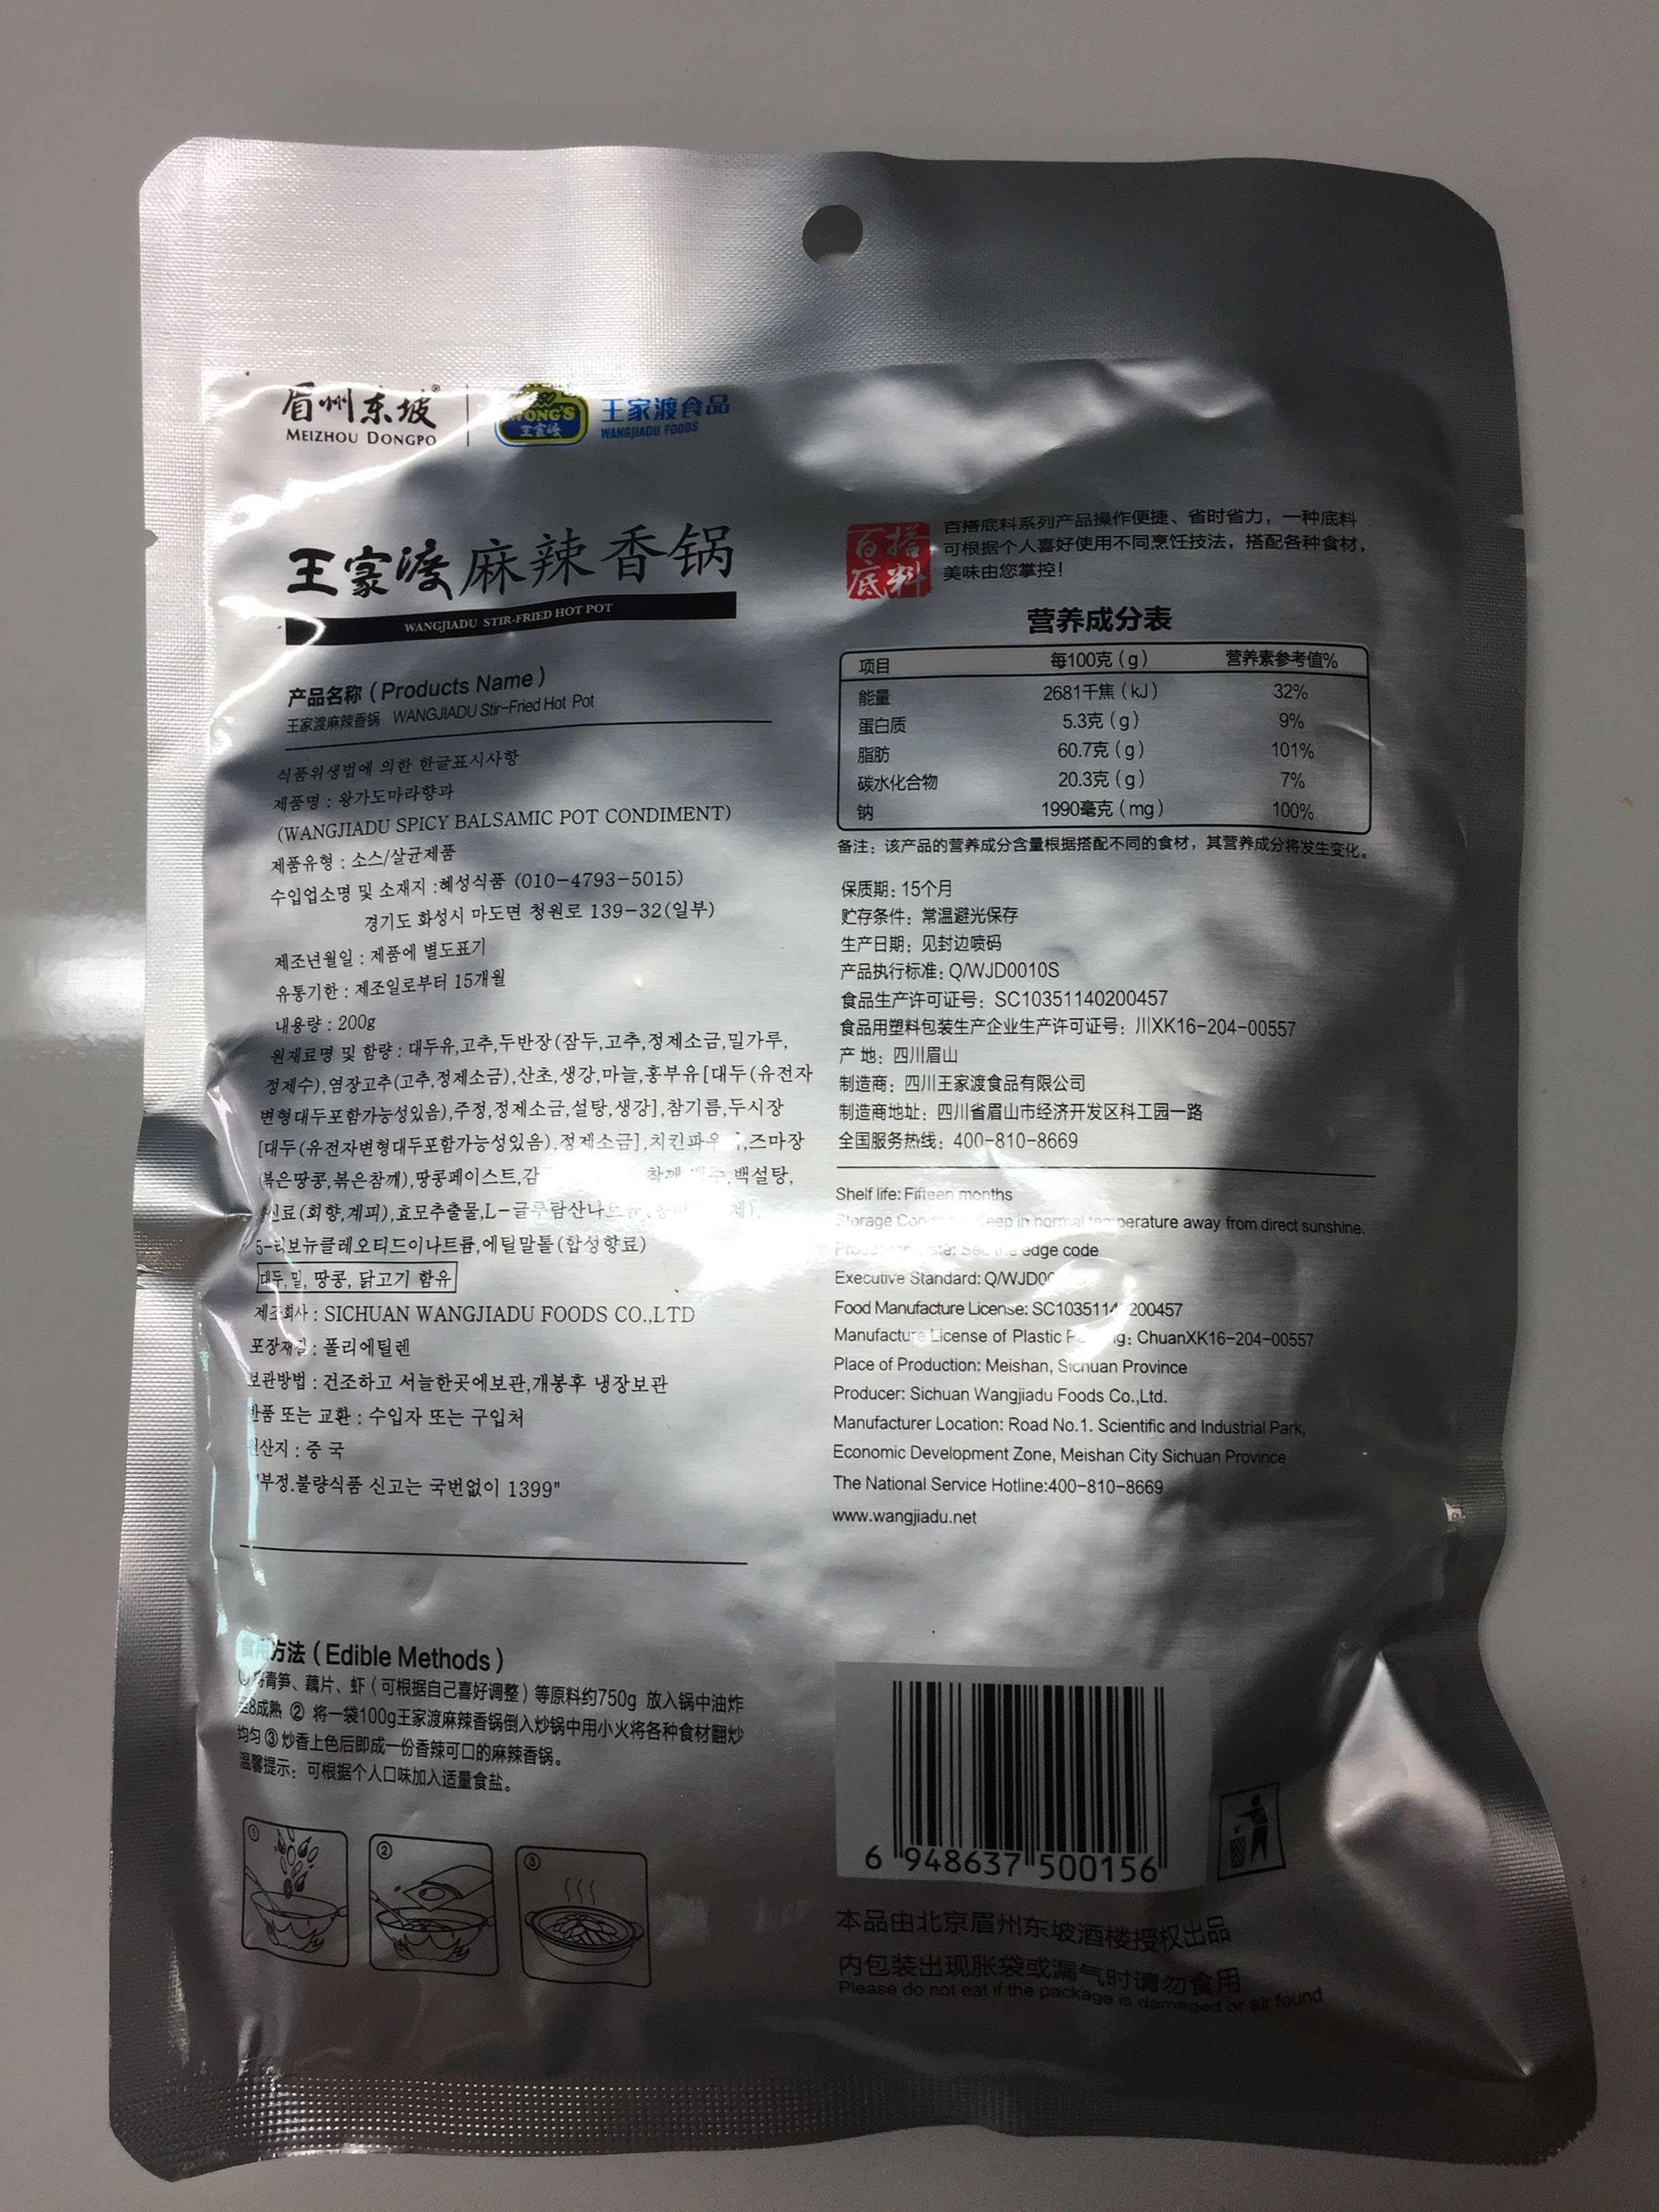 眉州东坡®
MEIZHOU DONGPO
WONG'S
王家渡
王家渡食品
WANGJIADU FOODS
王家渡麻辣香锅
WANGJIADU STIR-FRIED HOT POT
产品名称（Products Name）
王家渡麻辣香锅 WANGJIADU Stir-Fried Hot Pot
식품위생법에 의한 한글표시사항
제품명 : 왕가도마라향과
(WANGJIADU SPICY BALSAMIC POT CONDIMENT)
제품유형 : 소스/살균제품
수입업소명 및 소재지 :혜성식품 (010-4793-5015)
경기도 화성시 마도면 청원로 139-32(일부)
제조년월일 : 제품에 별도표기
유통기한 : 제조일로부터 15개월
내용량 : 200g
원재료명 및 함량 : 대두유,고추,두반장(잠두,고추,정제소금,밀가루,
정제수),염장고추(고추,정제소금),산초,생강,마늘,홍부유[대두(유전자
변형대두포함가능성있음),주정,정제소금,설탕,생강],참기름,두시장
[대두(유전자변형대두포함가능성있음),정제소금],치킨파우 ,즈마장
(볶은땅콩,볶은참깨),땅콩페이스트,감 참깨, ,백설탕,
(회향,계피),효모추출물,L-글루탐산나트륨
5-리보뉴클레오티드이나트륨,에틸말톨(합성향료)
대두,밀, 땅콩, 닭고기 함유
제조회사 : SICHUAN WANGJIADU FOODS CO.,LTD
포장재질 : 폴리에틸렌
보관방법 : 건조하고 서늘한곳에보관,개봉후 냉장보관
반품 또는 교환 : 수입자 또는 구입처
원산지 : 중 국
"부정.불량식품 신고는 국번없이 1399"
食用方法（Edible Methods）
① 将青笋、藕片、虾（可根据自己喜好调整）等原料约750g 放入锅中油炸
至8成熟 ② 将一袋100g王家渡麻辣香锅倒入炒锅中用小火将各种食材翻炒
均匀 ③ 炒香上色后即成一份香辣可口的麻辣香锅。
温馨提示：可根据个人口味加入适量食盐。
① ② ③
百搭底料
百搭底料系列产品操作便捷、省时省力，一种底料
可根据个人喜好使用不同烹饪技法，搭配各种食材，
美味由您掌控！
营养成分表
项目 每100克（g） 营养素参考值%
能量 2681千焦（kJ） 32%
蛋白质 5.3克（g） 9%
脂肪 60.7克（g） 101%
碳水化合物 20.3克（g） 7%
钠 1990毫克（mg） 100%
备注：该产品的营养成分含量根据搭配不同的食材，其营养成分将发生变化。
保质期：15个月
贮存条件：常温避光保存
生产日期：见封边喷码
产品执行标准：Q/WJD0010S
食品生产许可证号：SC10351140200457
食品用塑料包装生产企业生产许可证号：川XK16-204-00557
产 地：四川眉山
制造商：四川王家渡食品有限公司
制造商地址：四川省眉山市经济开发区科工园一路
全国服务热线：400-810-8669
Shelf life: Fifteen months
Storage Keep in normal temperature away from direct sunshine.
See the edge code
Executive Standard: Q/WJD00
Food Manufacture License: SC1035114 200457
Manufacture License of Plastic ChuanXK16-204-00557
Place of Production: Meishan, Sichuan Province
Producer: Sichuan Wangjiadu Foods Co.,Ltd.
Manufacturer Location: Road No.1. Scientific and Industrial Park,
Economic Development Zone, Meishan City Sichuan Province
The National Service Hotline:400-810-8669
www.wangjiadu.net
6 948637 500156
本品由北京眉州东坡酒楼授权出品
内包装出现胀袋或漏气时请勿食用
Please do not eat if the package is damaged or air found